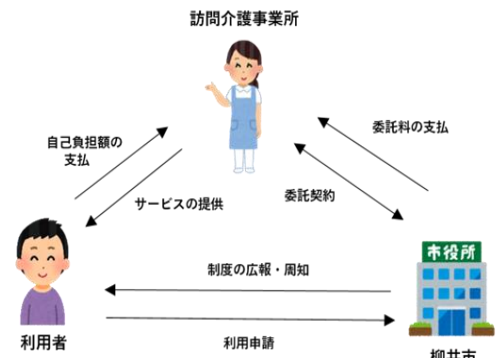 訪問介護事業所
自己負担額の
支払
委託料の支払
サービスの提供
委託契約
市役所
制度の広報・周知
利用者
利用申請
柳井市